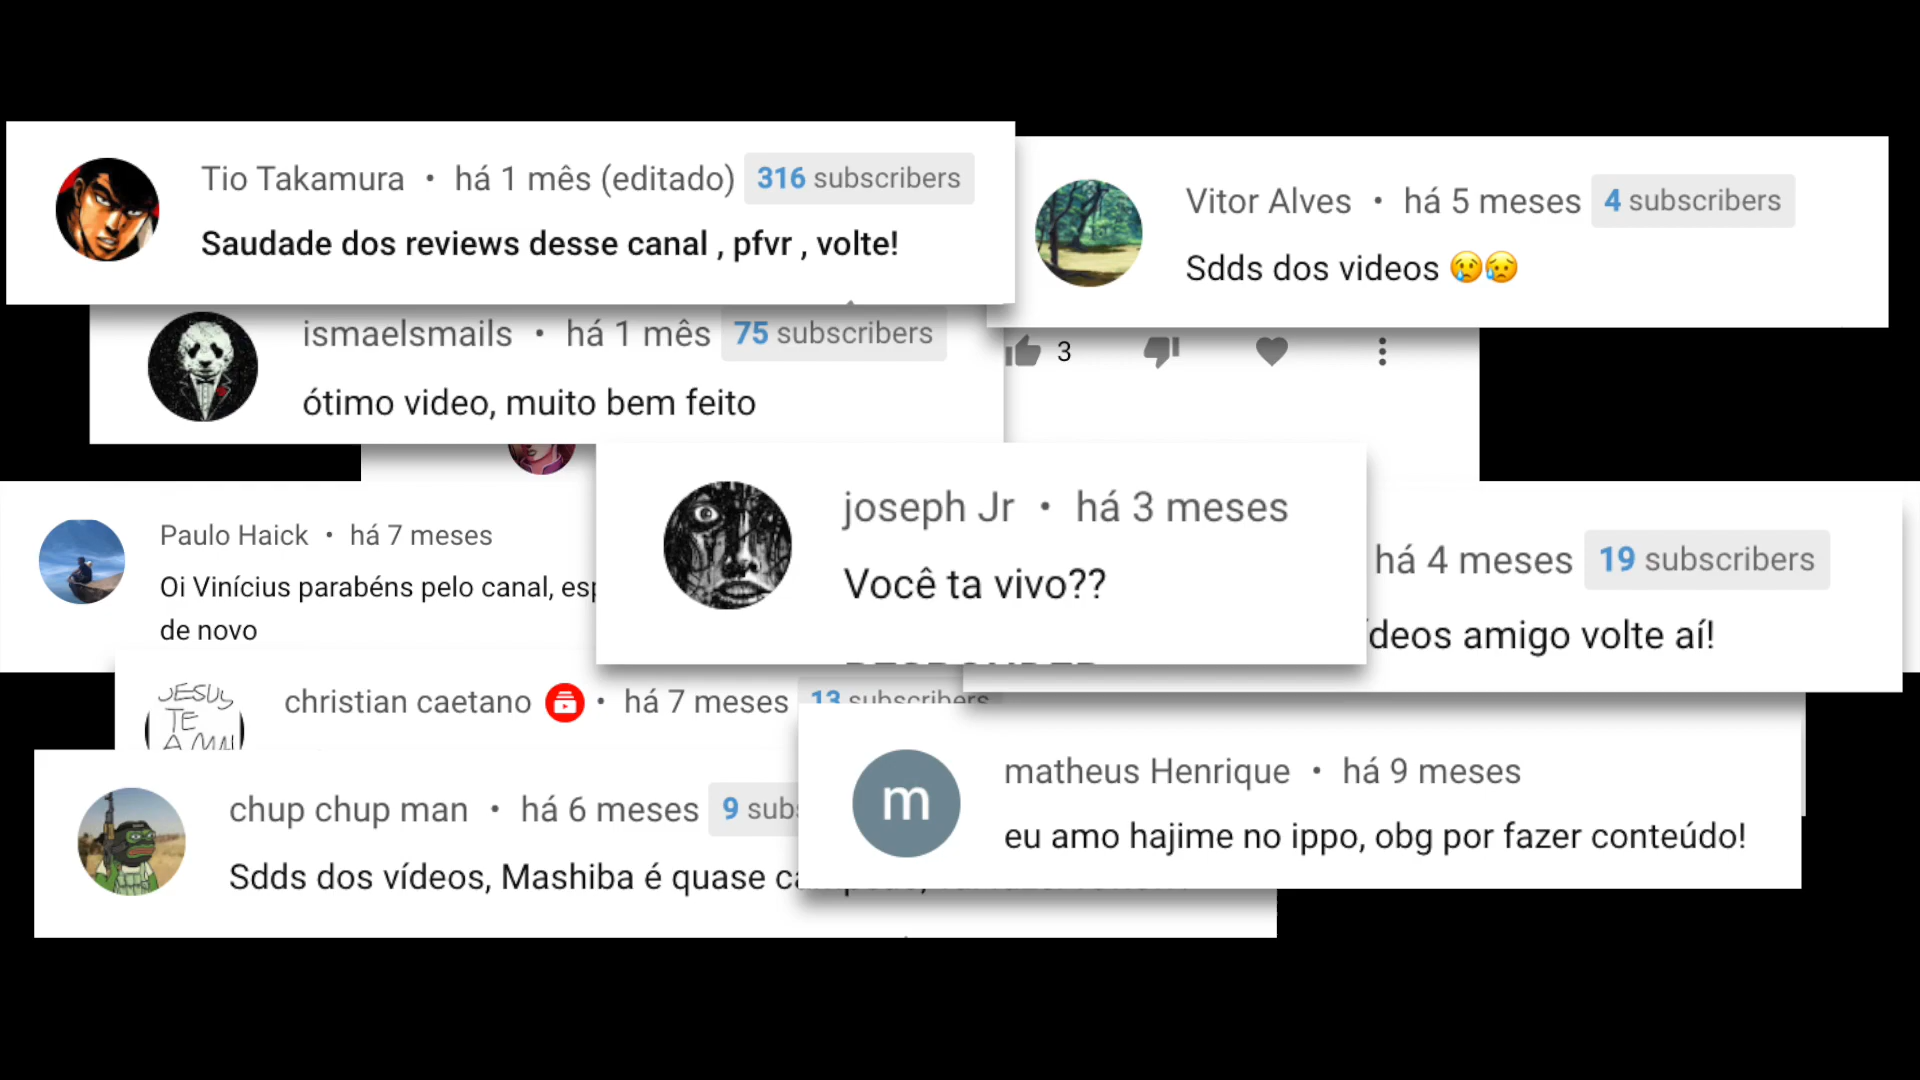 Tio Takamura • há 1 mês (editado) 316 subscribers
Saudade dos reviews desse canal , pfvr , volte!
Vitor Alves • há 5 meses 4 subscribers
Sdds dos videos 😢😥
ismaelsmails • há 1 mês 75 subscribers
ótimo video, muito bem feito
3
joseph Jr • há 3 meses
Você ta vivo??
Paulo Haick • há 7 meses
Oi Vinícius parabéns pelo canal,
de novo
há 4 meses 19 subscribers
amigo volte aí!
christian caetano • há 7 meses 13 subscribers
JESUS
TE
chup chup man • há 6 meses 9
Sdds dos vídeos, Mashiba é quase
m
matheus Henrique • há 9 meses
eu amo hajime no ippo, obg por fazer conteúdo!